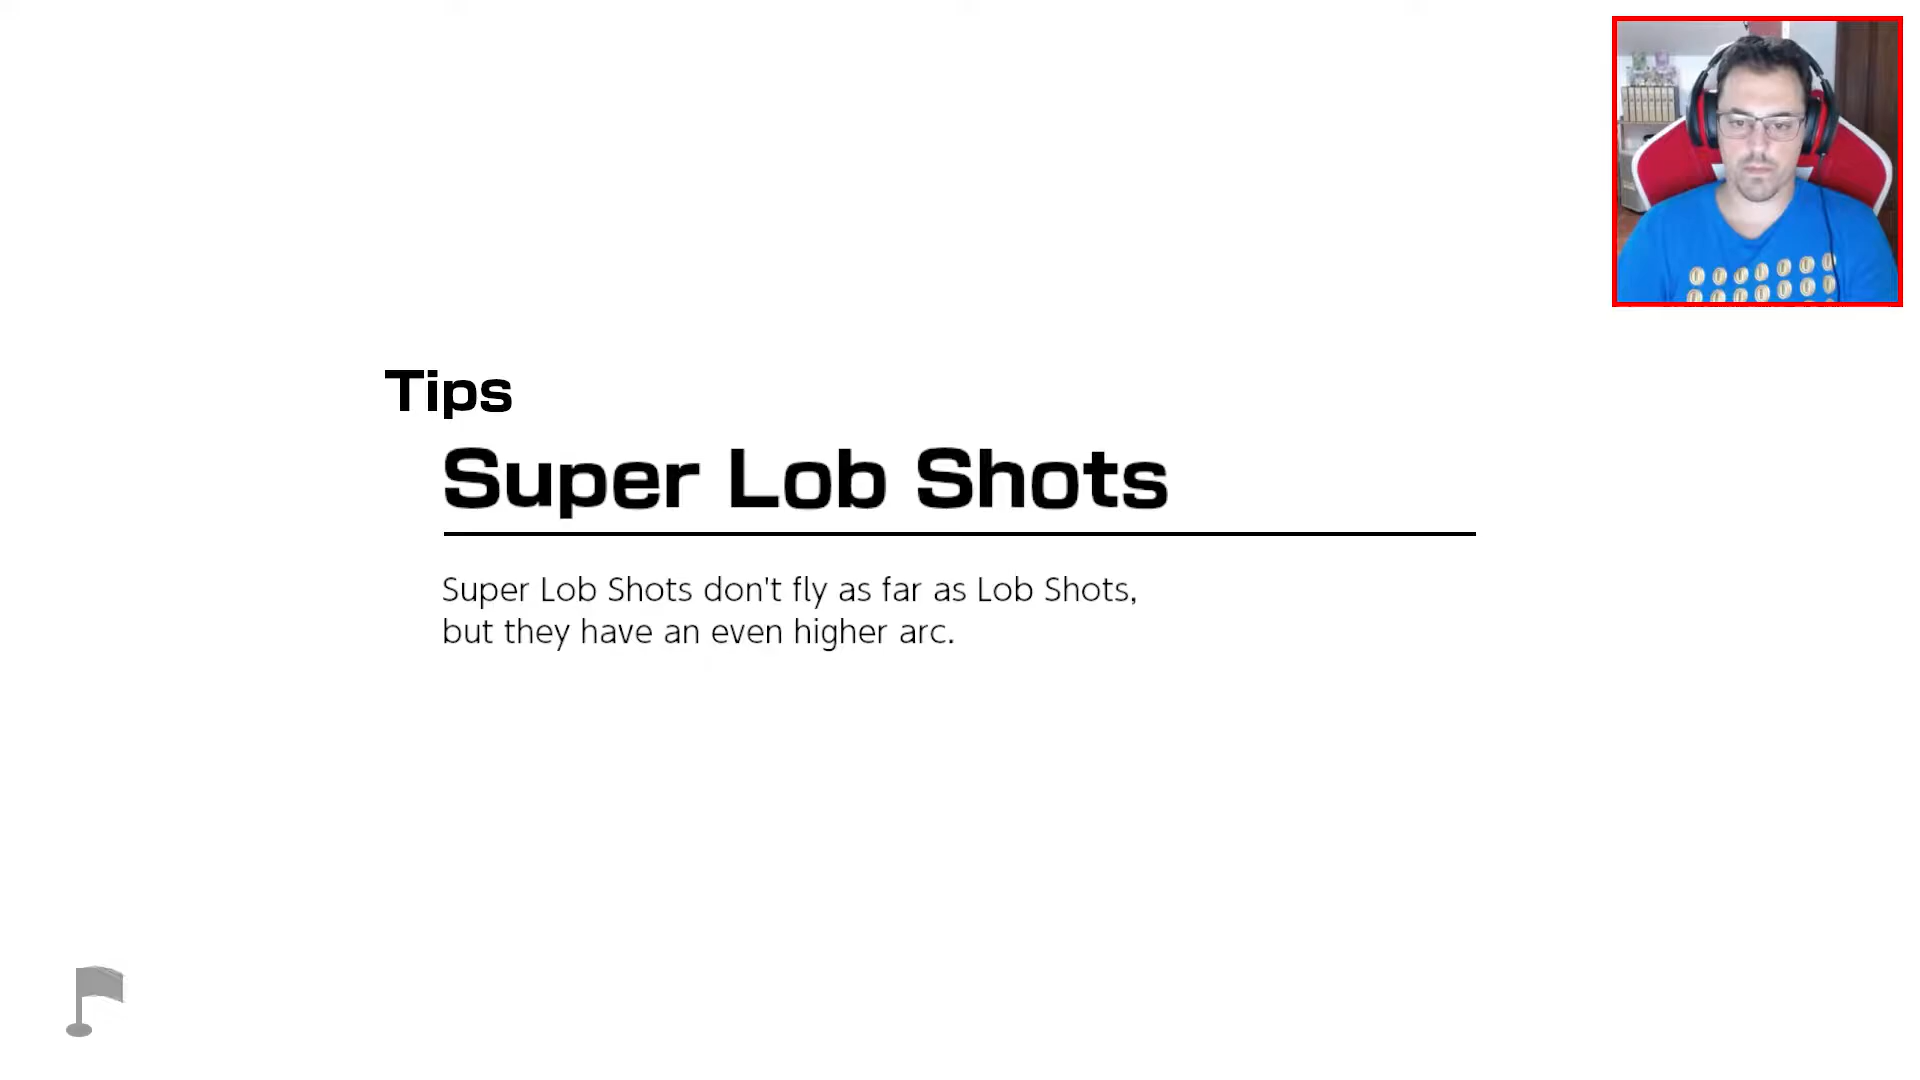 Tips
Super Lob Shots
Super Lob Shots don't fly as far as Lob Shots,
but they have an even higher arc.